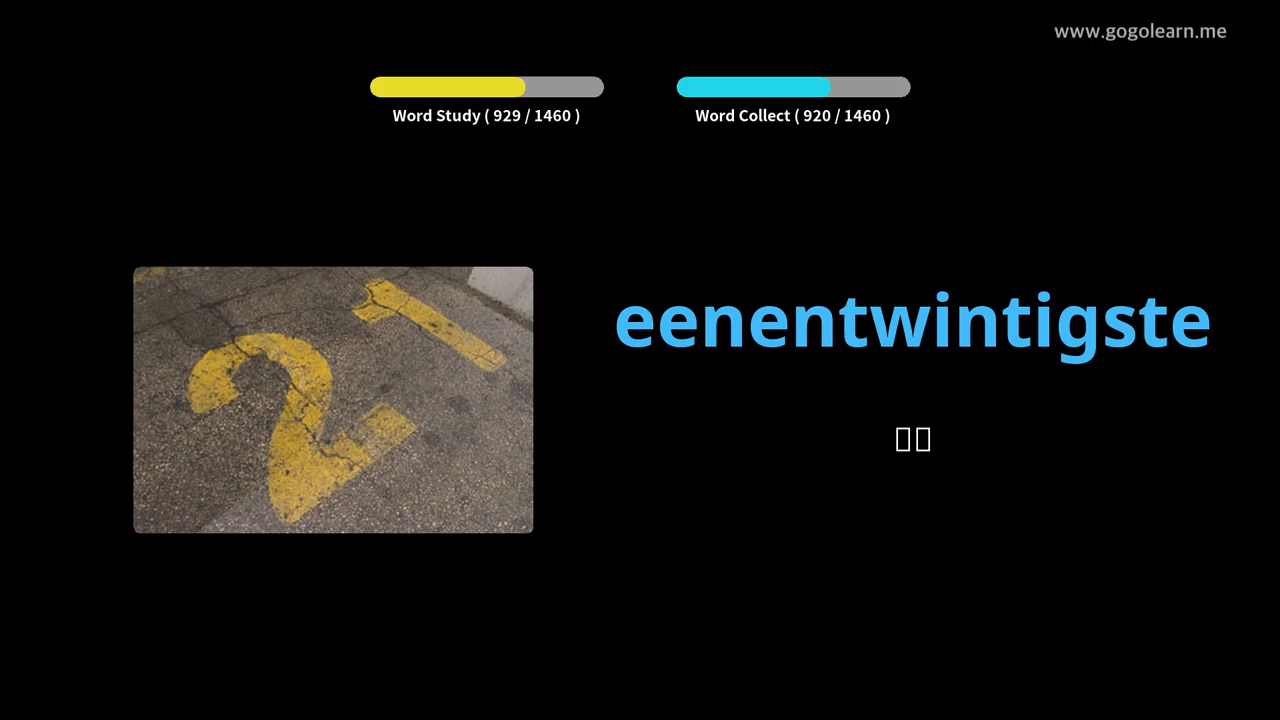 www.gogolearn.me
Word Study ( 929 / 1460 )
Word Collect ( 920 / 1460 )
21
eenentwintigste